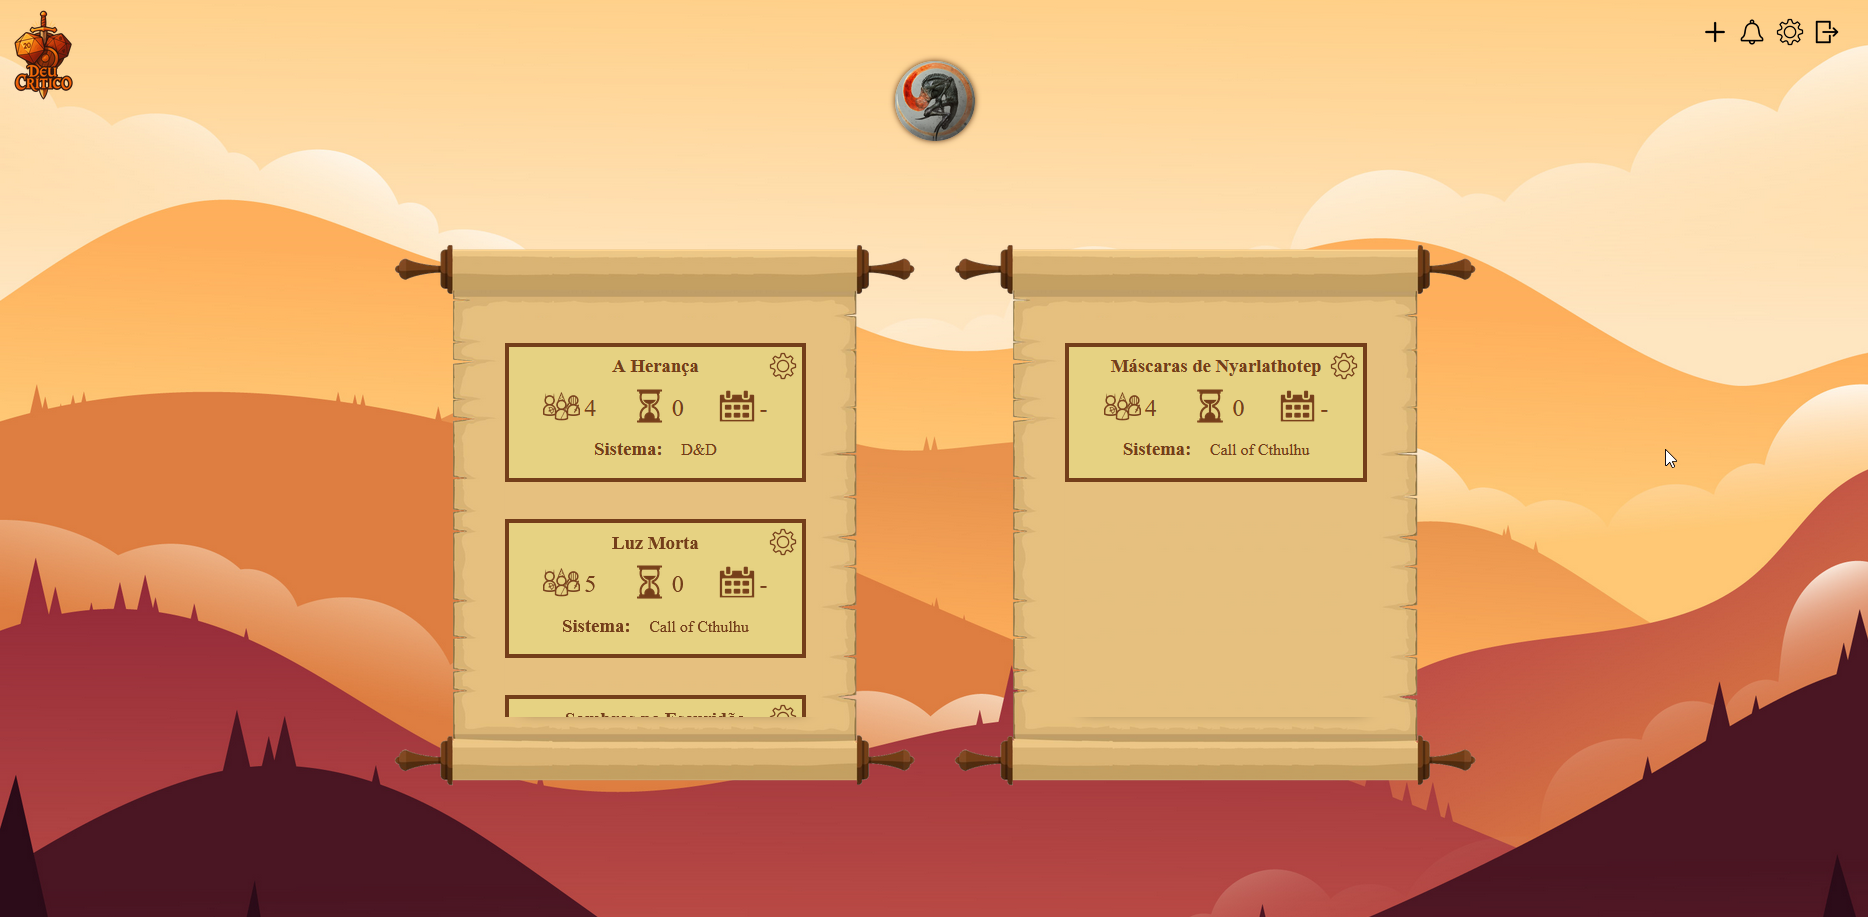 DEU
CRÍTICO
20
A Herança
4 0 -
Sistema: D&D
Luz Morta
5 0 -
Sistema: Call of Cthulhu
Máscaras de Nyarlathotep
4 0 -
Sistema: Call of Cthulhu